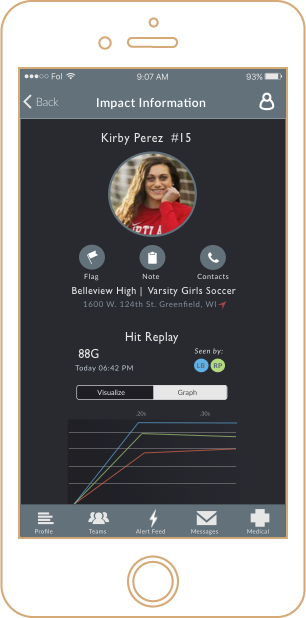 Fol 9:07 AM 93%
Back Impact Information
Kirby Perez #15
Flag Note Contacts
Belleview High | Varsity Girls Soccer
1600 W. 124th St. Greenfield, WI
Hit Replay
88G Seen by:
Today 06:42 PM LB RP
Visualize Graph
.20s .30s
Profile Teams Alert Feed Messages Medical